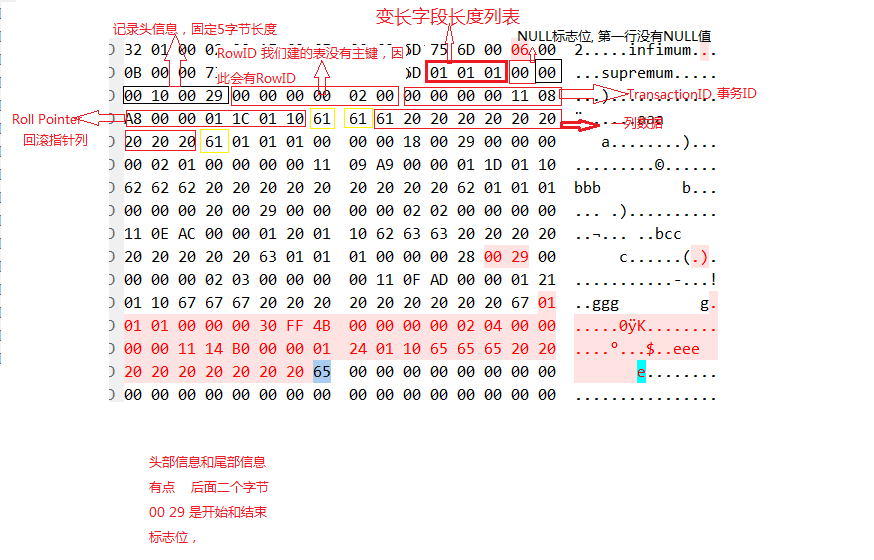 变长字段长度列表
记录头信息，固定5字节长度
NULL标志位, 第一行没有NULL值
32 01 00 0 6D 75 6D 00 06 00 2.....infimum...
RowID 我们建的表没有主键，因
0B 00 00 7 6D 01 01 01 00 00 ...supremum.....
此会有RowID
00 10 00 29 00 00 00 00 02 00 00 00 00 00 11 08
TransactionID 事务ID
Roll Pointer
A8 00 00 01 1C 01 10 61 61 61 20 20 20 20 20 20
列数据
回滚指针列
20 20 20 61 01 01 01 00 00 00 18 00 29 00 00 00 a........)...
00 02 01 00 00 00 00 11 09 A9 00 00 01 1D 01 10 .........©......
62 62 62 20 20 20 20 20 20 20 20 20 62 01 01 01 bbb b...
00 00 00 20 00 29 00 00 00 00 02 02 00 00 00 00 ... .)..........
11 0E AC 00 00 01 20 01 10 62 63 63 20 20 20 20 ..¬... ..bcc
20 20 20 20 20 63 01 01 01 00 00 00 28 00 29 00 c......(.).
00 00 00 02 03 00 00 00 00 11 0F AD 00 00 01 21 ...........-...!
01 10 67 67 67 20 20 20 20 20 20 20 20 20 67 01 ..ggg g.
01 01 00 00 00 30 FF 4B 00 00 00 00 02 04 00 00 .....0ÿK........
00 00 11 14 B0 00 00 01 24 01 10 65 65 65 20 20 ....°...$..eee
20 20 20 20 20 20 20 65 00 00 00 00 00 00 00 00 e........
00 00 00 00 00 00 00 00 00 00 00 00 00 00 00 00 ................
头部信息和尾部信息
有点 后面二个字节
00 29 是开始和结束
标志位，